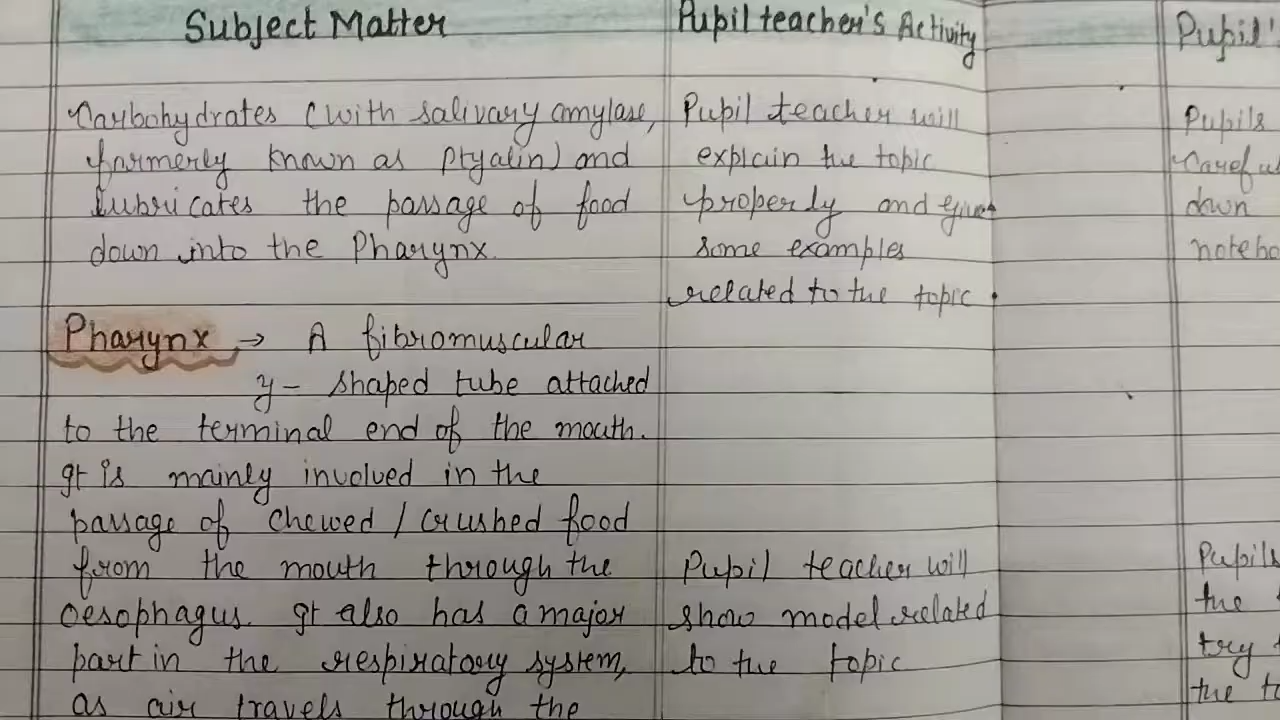 Subject Matter
Carbohydrates (with salivary amylase,
formerly known as Ptyalin) and
lubricates the passage of food
down into the Pharynx.
Pharynx → A fibromuscular
y- shaped tube attached
to the terminal end of the mouth.
It is mainly involved in the
passage of chewed / crushed food
from the mouth through the
oesophagus. It also has a major
part in the respiratory system,
as air travels through the
Pupil teacher's Activity
Pupil teacher will
explain the topic
properly and gives
some examples
related to the topic.
Pupil teacher will
show model related
to the topic
Pupil's
Pupils
down
Pupils
the
try
the